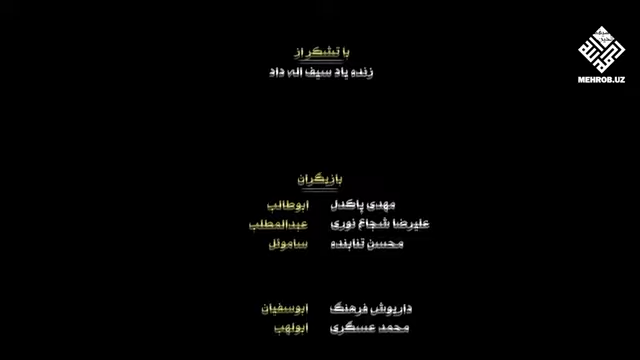 با تشکر از
زنده یاد سیف اله داد
MEHROB.UZ
بازیگران
مهدی پاکدل ابوطالب
علیرضا شجاع نوری عبدالمطلب
محسن تنابنده ساموئل
داریوش فرهنگ ابوسفیان
محمد عسگری ابولهب